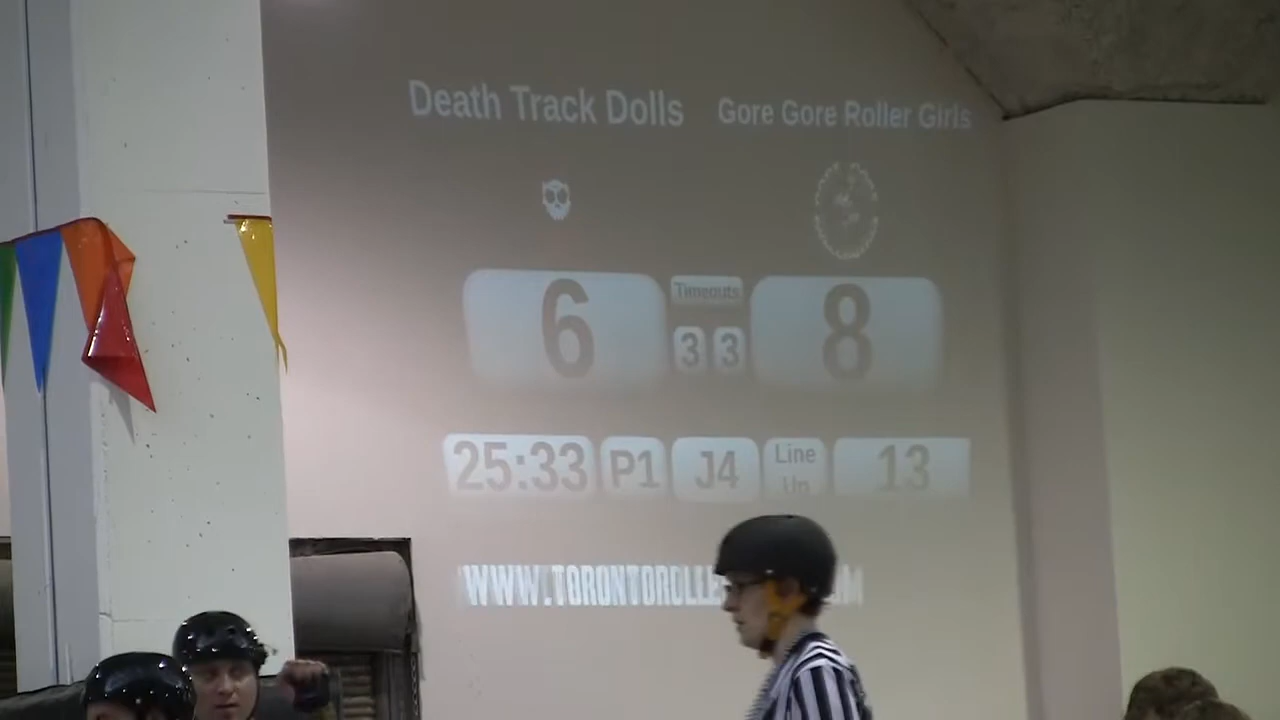 Death Track Dolls
Gore Gore Roller Girls
6
Timeouts
8
3 3
25:33 P1 J4 Line Up 13